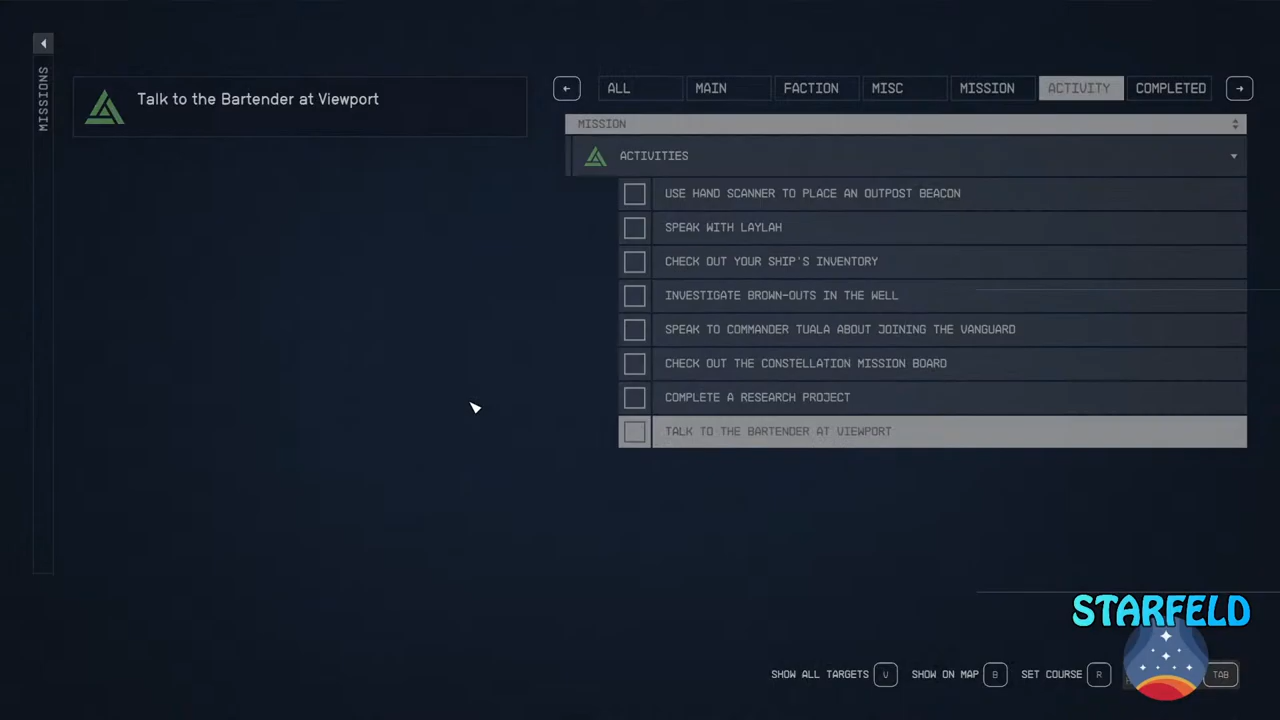 MISSIONS
Talk to the Bartender at Viewport
ALL MAIN FACTION MISC MISSION ACTIVITY COMPLETED
MISSION
ACTIVITIES
USE HAND SCANNER TO PLACE AN OUTPOST BEACON
SPEAK WITH LAYLAH
CHECK OUT YOUR SHIP'S INVENTORY
INVESTIGATE BROWN-OUTS IN THE WELL
SPEAK TO COMMANDER TUALA ABOUT JOINING THE VANGUARD
CHECK OUT THE CONSTELLATION MISSION BOARD
COMPLETE A RESEARCH PROJECT
TALK TO THE BARTENDER AT VIEWPORT
STARFELD
SHOW ALL TARGETS V SHOW ON MAP B SET COURSE R TAB